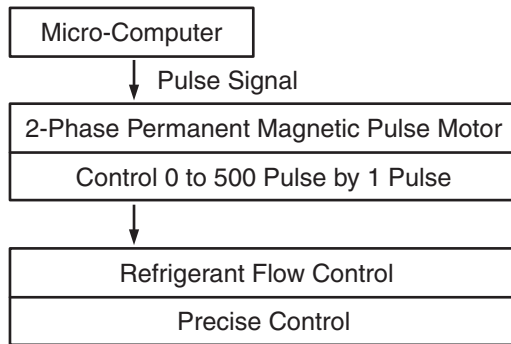 Micro-Computer
Pulse Signal
2-Phase Permanent Magnetic Pulse Motor
Control 0 to 500 Pulse by 1 Pulse
Refrigerant Flow Control
Precise Control